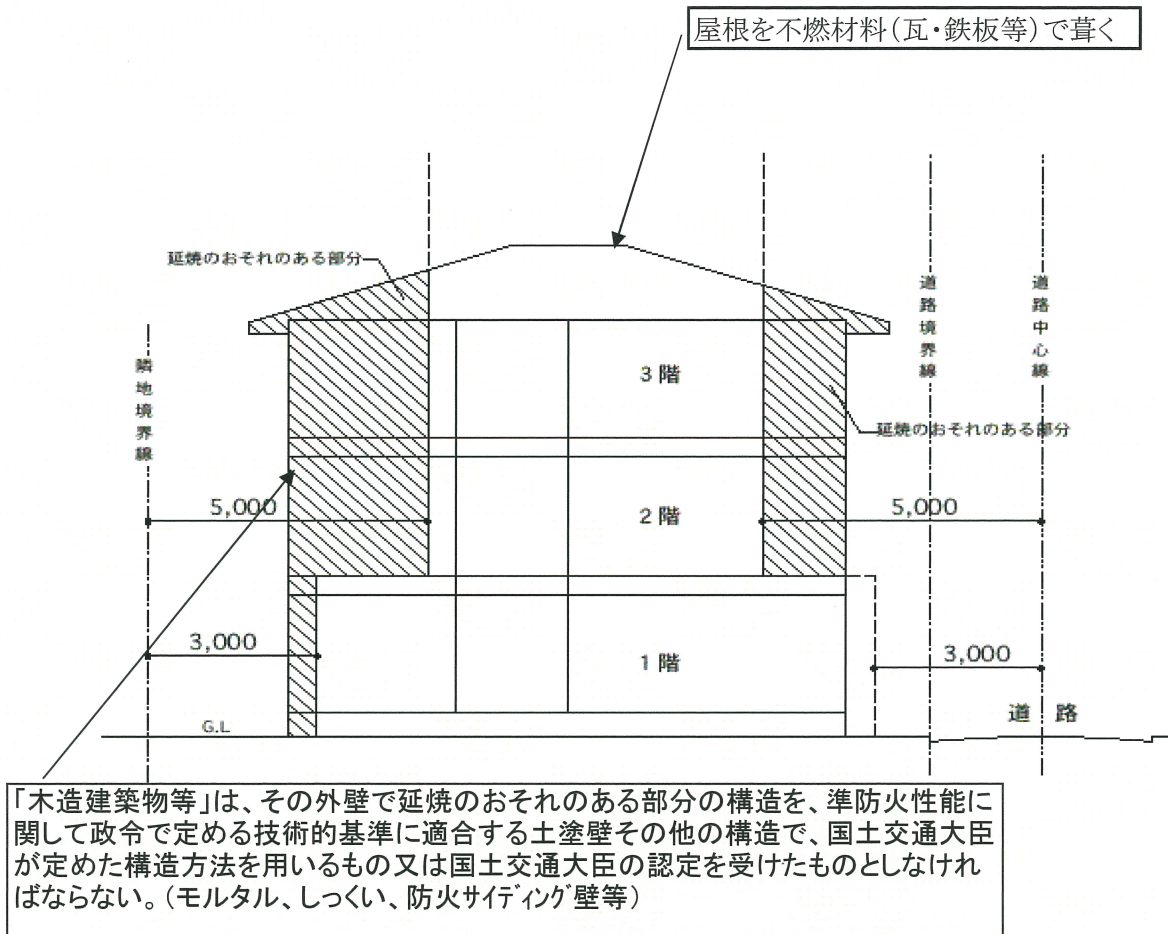 屋根を不燃材料(瓦・鉄板等)で葺く
延焼のおそれのある部分
道路境界線
道路中心線
隣地境界線
3階
延焼のおそれのある部分
5,000
2階
5,000
3,000
1階
3,000
道 路
G.L
「木造建築物等」は、その外壁で延焼のおそれのある部分の構造を、準防火性能に
関して政令で定める技術的基準に適合する土塗壁その他の構造で、国土交通大臣
が定めた構造方法を用いるもの又は国土交通大臣の認定を受けたものとしなけれ
ばならない。(モルタル、しっくい、防火サイディング壁等)